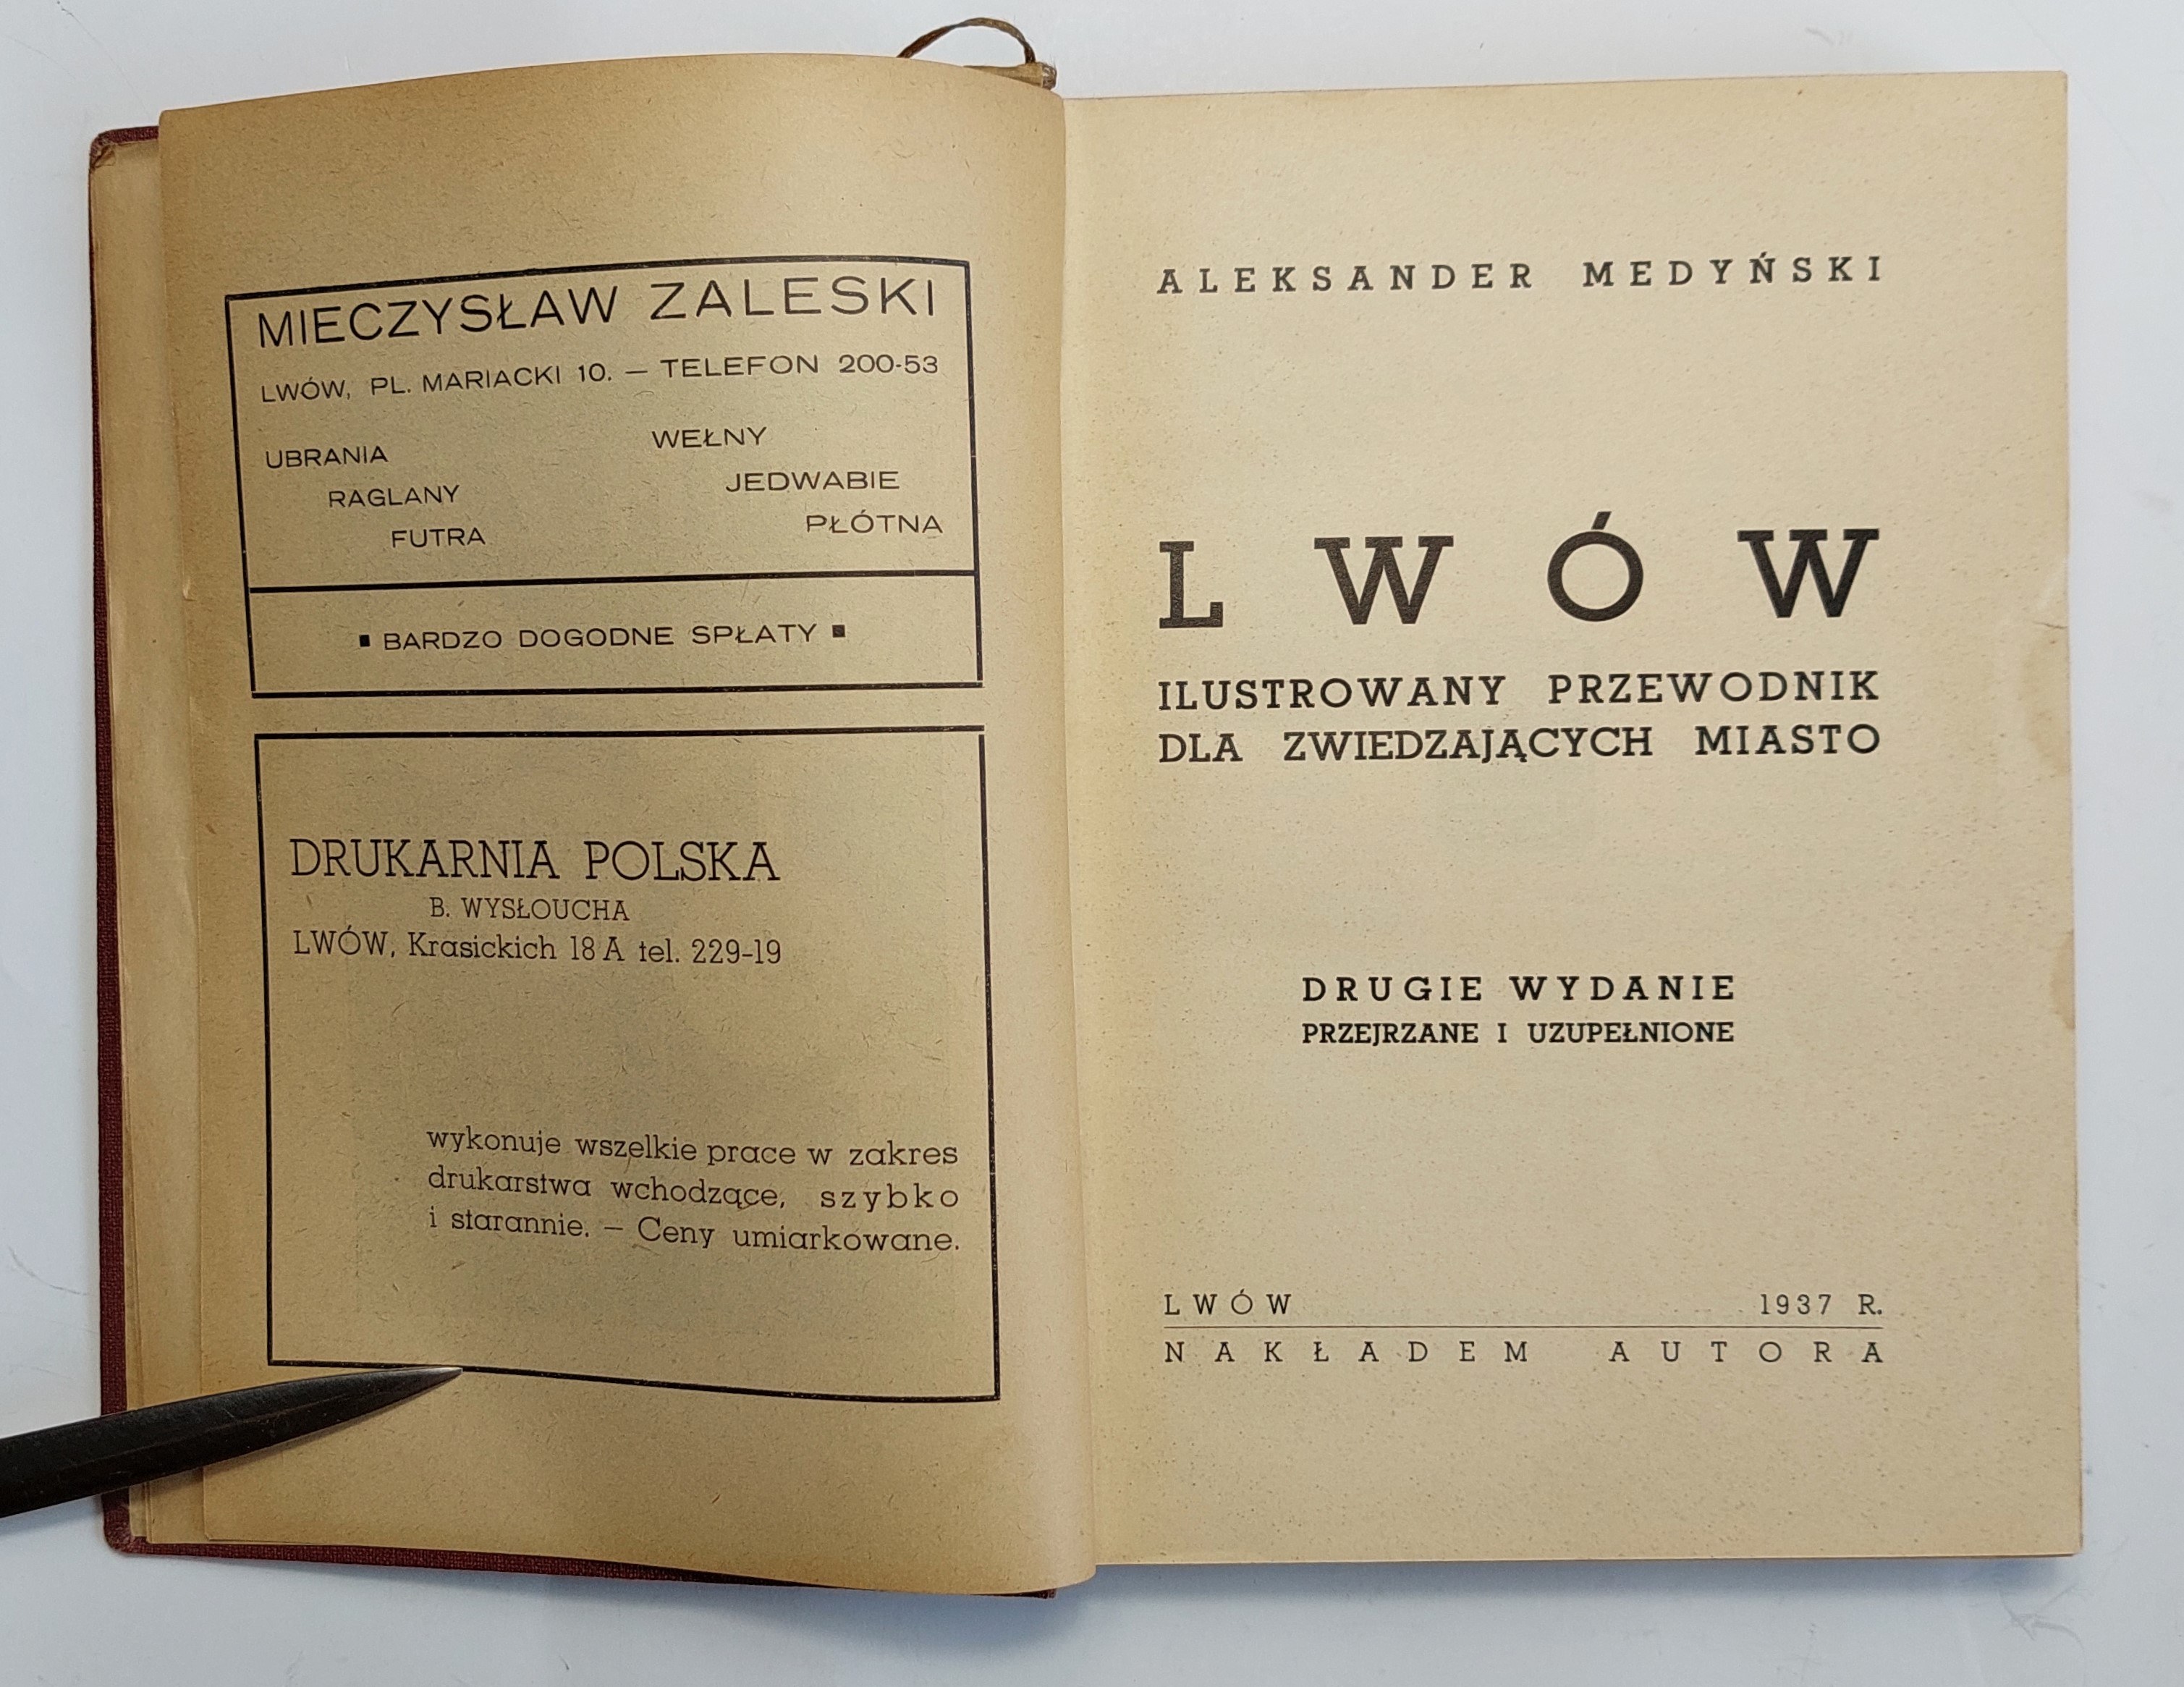 MIECZYSŁAW ZALESKI
LWÓW, PL. MARIACKI 10. — TELEFON 200-53
UBRANIA
RAGLANY
FUTRA
WEŁNY
JEDWABIE
PŁÓTNA
▪ BARDZO DOGODNE SPŁATY ▪
DRUKARNIA POLSKA
B. WYSŁOUCHA
LWÓW, Krasickich 18 A tel. 229-19
wykonuje wszelkie prace w zakres
drukarstwa wchodzące, szybko
i starannie. — Ceny umiarkowane.
ALEKSANDER MEDYŃSKI
LWÓW
ILUSTROWANY PRZEWODNIK
DLA ZWIEDZAJĄCYCH MIASTO
DRUGIE WYDANIE
PRZEJRZANE I UZUPEŁNIONE
LWÓW 1937 R.
NAKŁADEM AUTORA